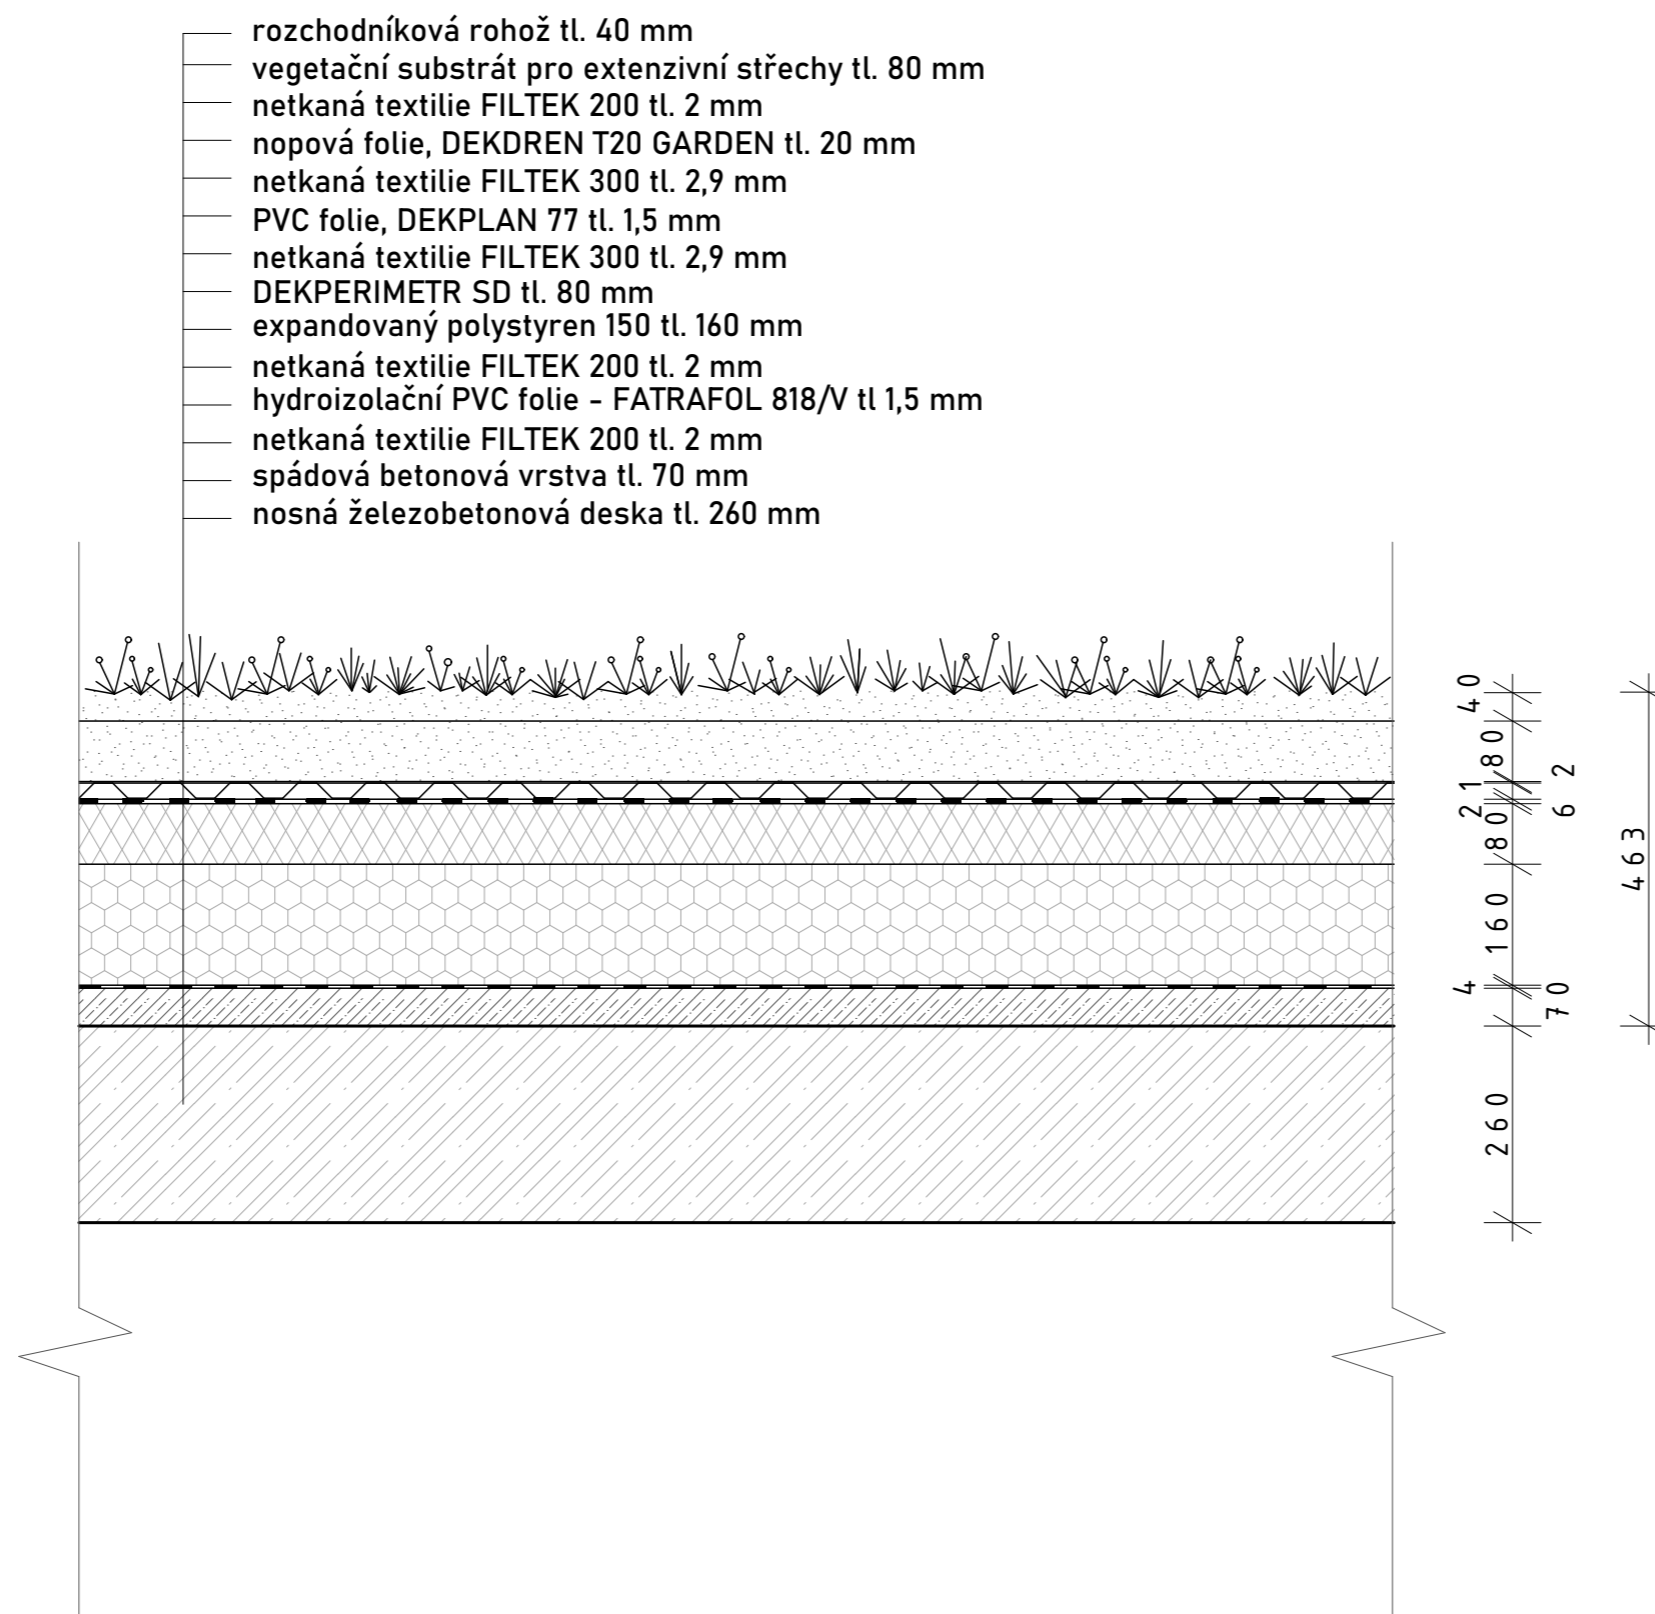 rozchodníková rohož tl. 40 mm
vegetační substrát pro extenzivní střechy tl. 80 mm
netkaná textilie FILTEK 200 tl. 2 mm
nopová folie, DEKDREN T20 GARDEN tl. 20 mm
netkaná textilie FILTEK 300 tl. 2,9 mm
PVC folie, DEKPLAN 77 tl. 1,5 mm
netkaná textilie FILTEK 300 tl. 2,9 mm
DEKPERIMETR SD tl. 80 mm
expandovaný polystyren 150 tl. 160 mm
netkaná textilie FILTEK 200 tl. 2 mm
hydroizolační PVC folie - FATRAFOL 818/V tl 1,5 mm
netkaná textilie FILTEK 200 tl. 2 mm
spádová betonová vrstva tl. 70 mm
nosná železobetonová deska tl. 260 mm
40
80
2
21
6
80
160
4
70
260
463